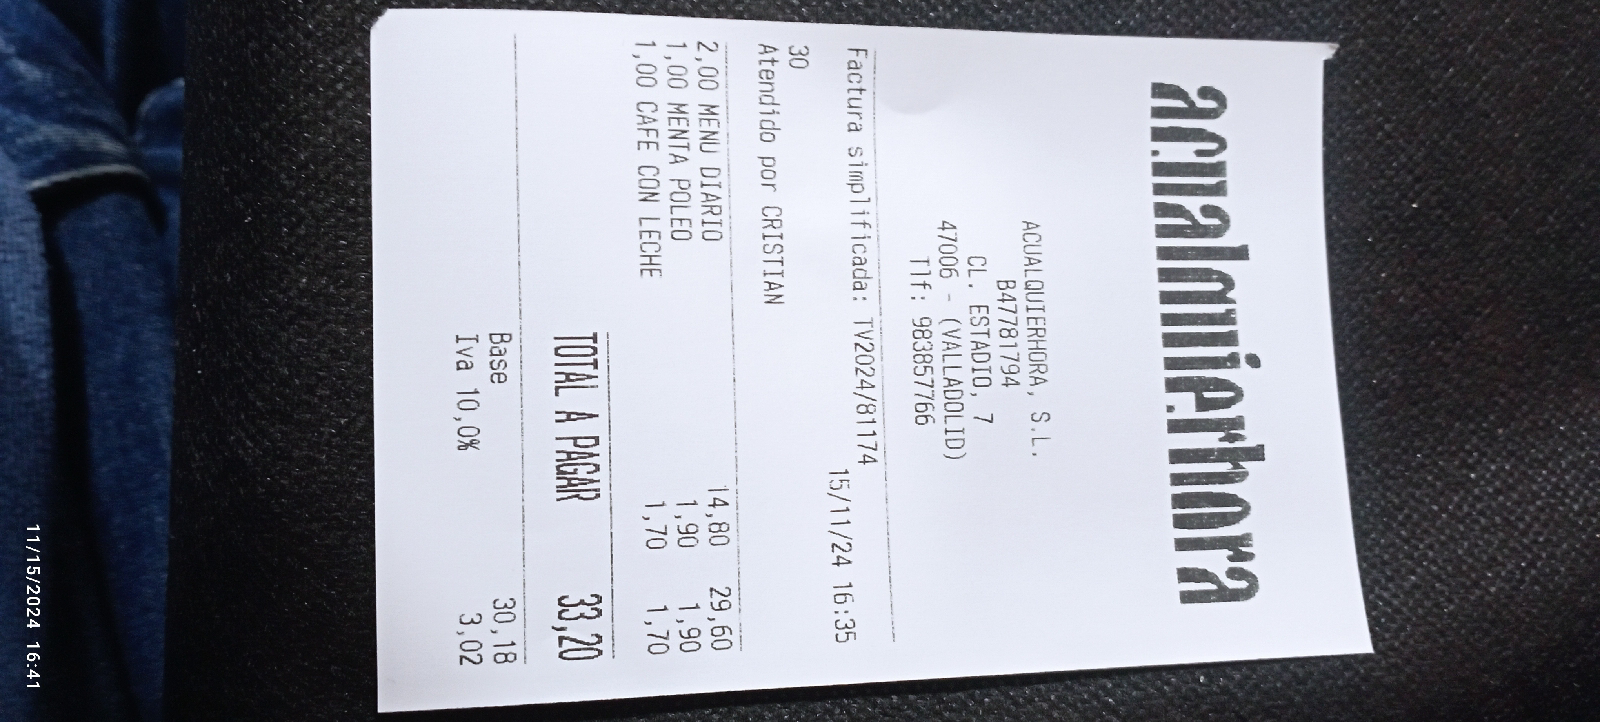 acualquierhora
ACUALQUIERHORA, S.L.
B47781794
CL. ESTADIO, 7
47006 - (VALLADOLID)
Tlf: 983857766
Factura simplificada: TV2024/81174
15/11/24 16:35
30
Atendido por CRISTIAN
2,00 MENU DIARIO 14,80 29,60
1,00 MENTA POLEO 1,90 1,90
1,00 CAFE CON LECHE 1,70 1,70
TOTAL A PAGAR 33,20
Base 30,18
Iva 10,0% 3,02
11/15/2024 16:41